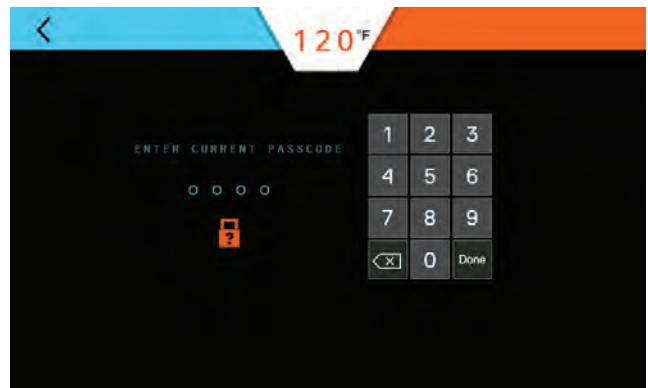 120°F
ENTER CURRENT PASSCODE
1 2 3
4 5 6
7 8 9
0 Done
?